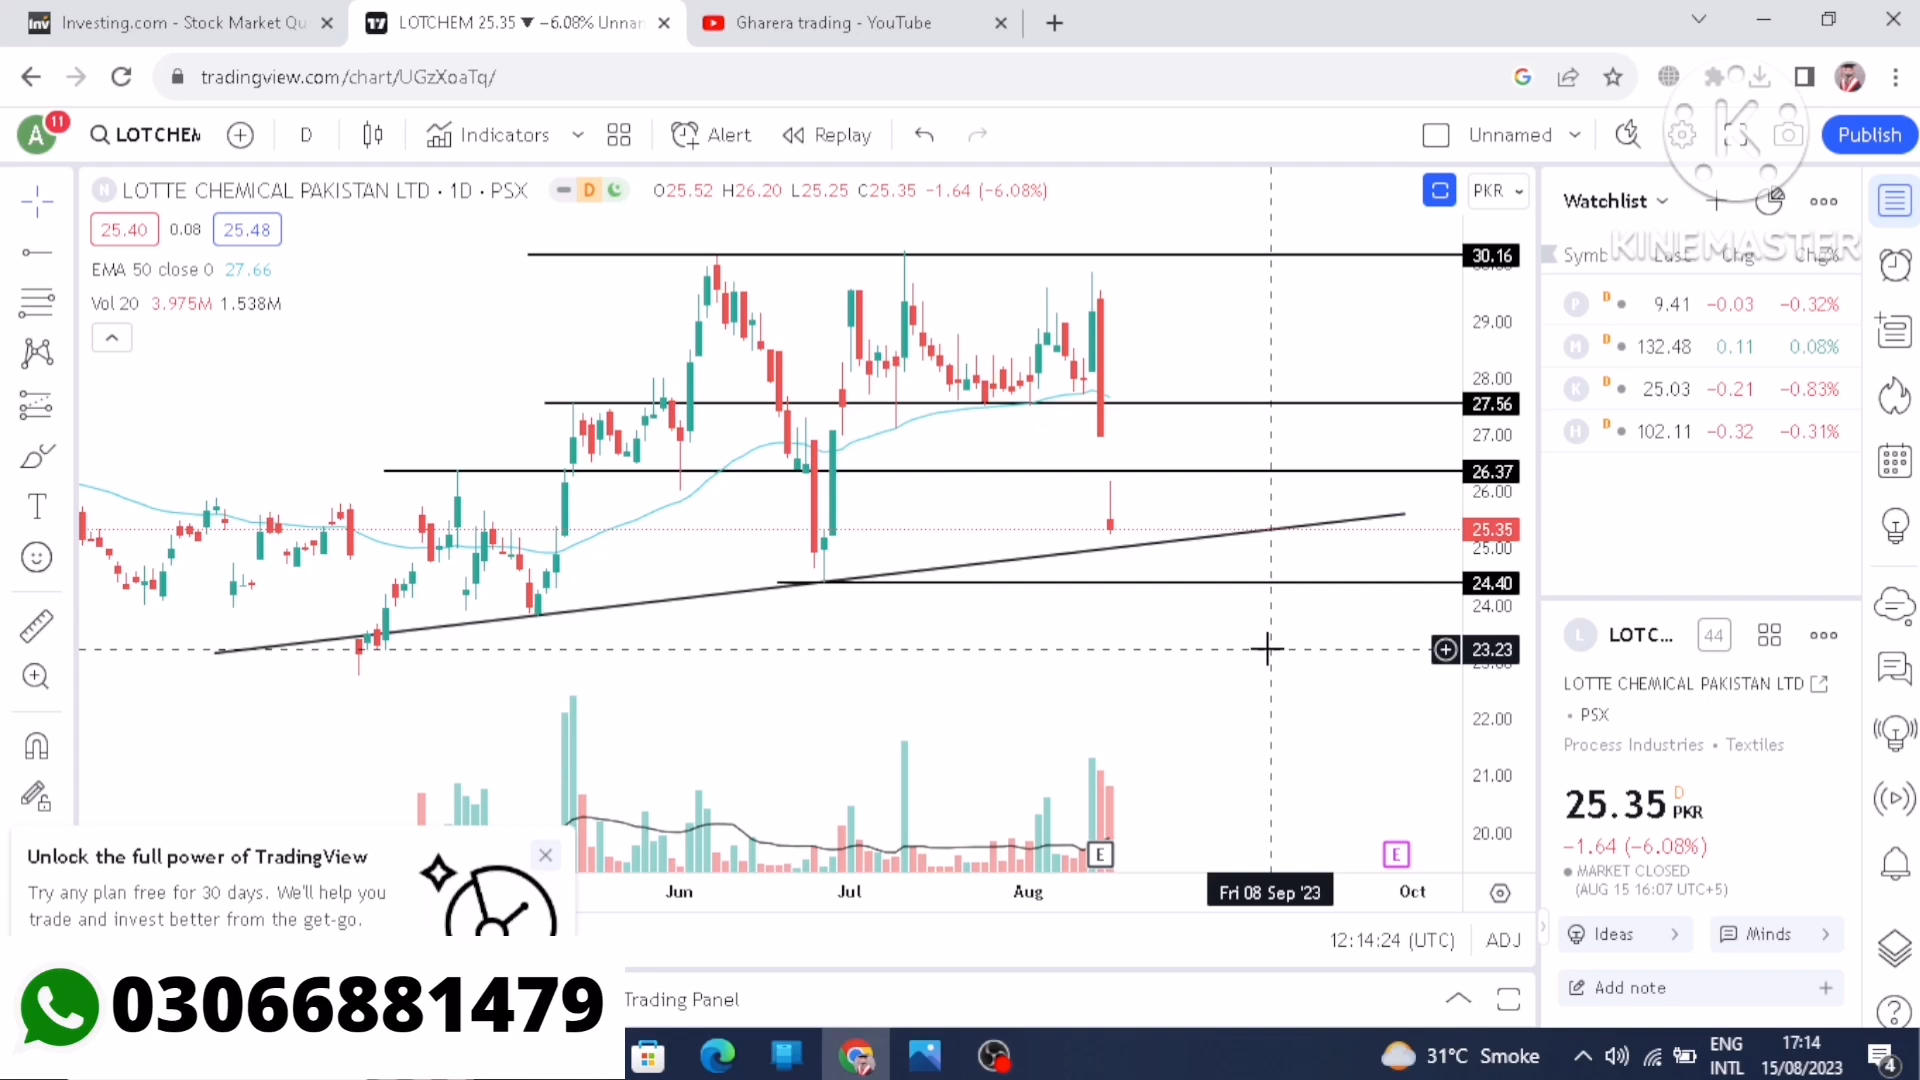 Investing.com - Stock Market Qu
LOTCHEM 25.35 ▼ −6.08% Unnar
Gharera trading - YouTube
tradingview.com/chart/UGzXoaTq/
A
11
LOTCHEM
D
Indicators
Alert
Replay
Unnamed
Publish
LOTTE CHEMICAL PAKISTAN LTD · 1D · PSX
D
O25.52 H26.20 L25.25 C25.35 −1.64 (−6.08%)
PKR
25.40 0.08 25.48
EMA 50 close 0 27.66
Vol 20 3.975M 1.538M
30.16
29.00
28.00
27.56
27.00
26.37
26.00
25.35
25.00
24.40
24.00
23.23
22.00
21.00
20.00
E
E
Jun
Jul
Aug
Fri 08 Sep '23
Oct
12:14:24 (UTC)
ADJ
Watchlist
KINEMASTER
Symb Last Chg Chg%
P D 9.41 −0.03 −0.32%
M D 132.48 0.11 0.08%
K D 25.03 −0.21 −0.83%
H D 102.11 −0.32 −0.31%
L LOTC... 44
LOTTE CHEMICAL PAKISTAN LTD
• PSX
Process Industries • Textiles
25.35 D PKR
−1.64 (−6.08%)
MARKET CLOSED
(AUG 15 16:07 UTC+5)
Ideas
Minds
Add note
Unlock the full power of TradingView
Try any plan free for 30 days. We'll help you
trade and invest better from the get-go.
03066881479
Trading Panel
31°C Smoke
ENG
INTL
17:14
15/08/2023
4